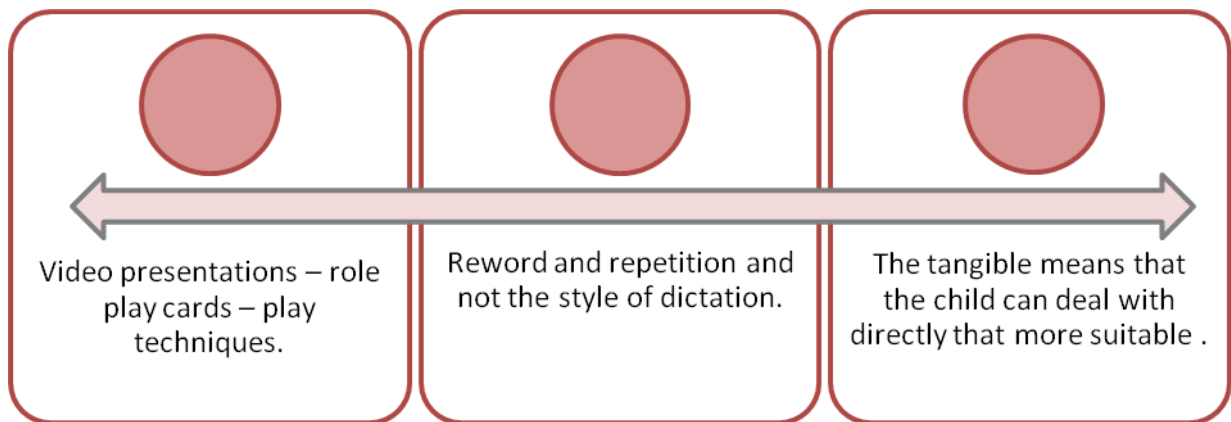 Video presentations – role
play cards – play
techniques.
Reword and repetition and
not the style of dictation.
The tangible means that
the child can deal with
directly that more suitable .